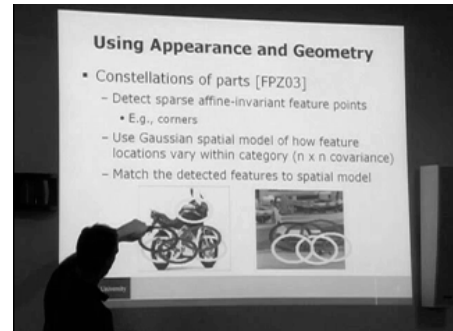 Using Appearance and Geometry
▪ Constellations of parts [FPZ03]
– Detect sparse affine-invariant feature points
▪ E.g., corners
– Use Gaussian spatial model of how feature
locations vary within category (n x n covariance)
– Match the detected features to spatial model
University